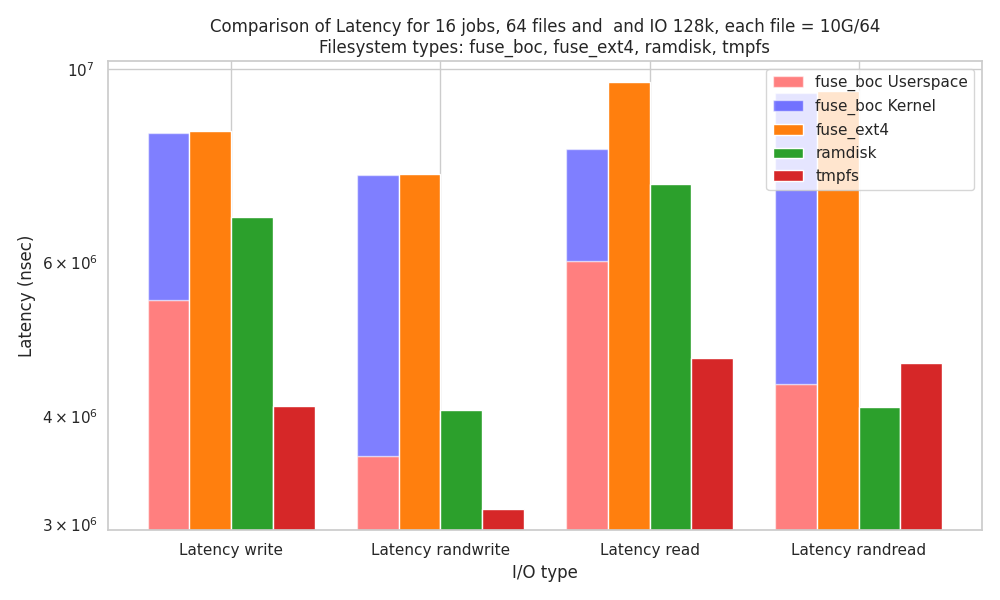 Comparison of Latency for 16 jobs, 64 files and  and IO 128k, each file = 10G/64
Filesystem types: fuse_boc, fuse_ext4, ramdisk, tmpfs
fuse_boc Userspace
fuse_boc Kernel
fuse_ext4
ramdisk
tmpfs
Latency (nsec)
10⁷
6 × 10⁶
4 × 10⁶
3 × 10⁶
Latency write
Latency randwrite
Latency read
Latency randread
I/O type